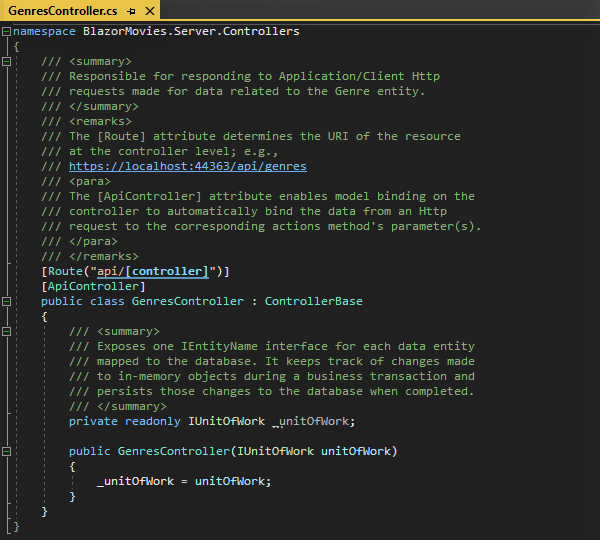 GenresController.cs
namespace BlazorMovies.Server.Controllers
{
/// <summary>
/// Responsible for responding to Application/Client Http
/// requests made for data related to the Genre entity.
/// </summary>
/// <remarks>
/// The [Route] attribute determines the URI of the resource
/// at the controller level; e.g.,
/// https://localhost:44363/api/genres
/// <para>
/// The [ApiController] attribute enables model binding on the
/// controller to automatically bind the data from an Http
/// request to the corresponding actions method's parameter(s).
/// </para>
/// </remarks>
[Route("api/[controller]")]
[ApiController]
public class GenresController : ControllerBase
{
/// <summary>
/// Exposes one IEntityName interface for each data entity
/// mapped to the database. It keeps track of changes made
/// to in-memory objects during a business transaction and
/// persists those changes to the database when completed.
/// </summary>
private readonly IUnitOfWork _unitOfWork;
public GenresController(IUnitOfWork unitOfWork)
{
_unitOfWork = unitOfWork;
}
}
}